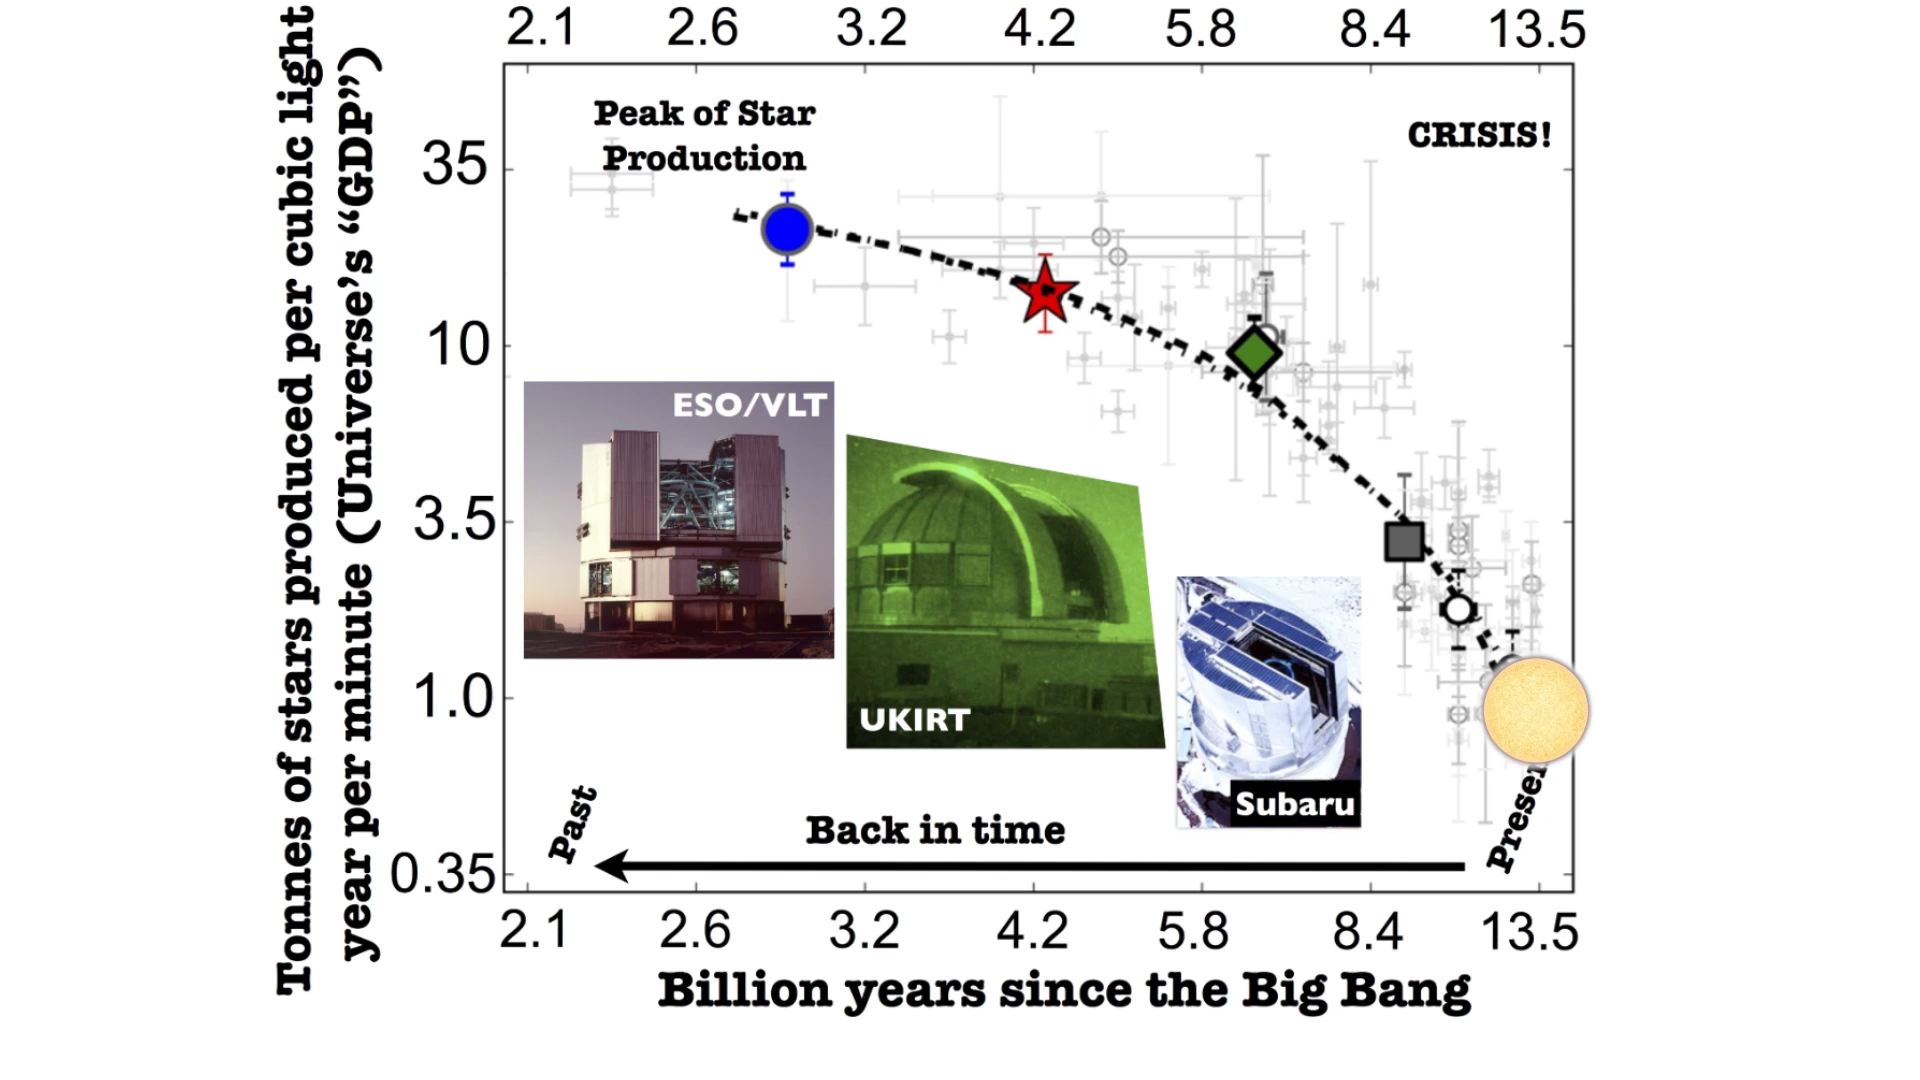 2.1 2.6 3.2 4.2 5.8 8.4 13.5
Tonnes of stars produced per cubic light
year per minute (Universe's “GDP”)
Peak of Star
Production
CRISIS!
35
10
3.5
1.0
0.35
ESO/VLT
UKIRT
Subaru
Past
Back in time
2.1 2.6 3.2 4.2 5.8 8.4 13.5
Billion years since the Big Bang